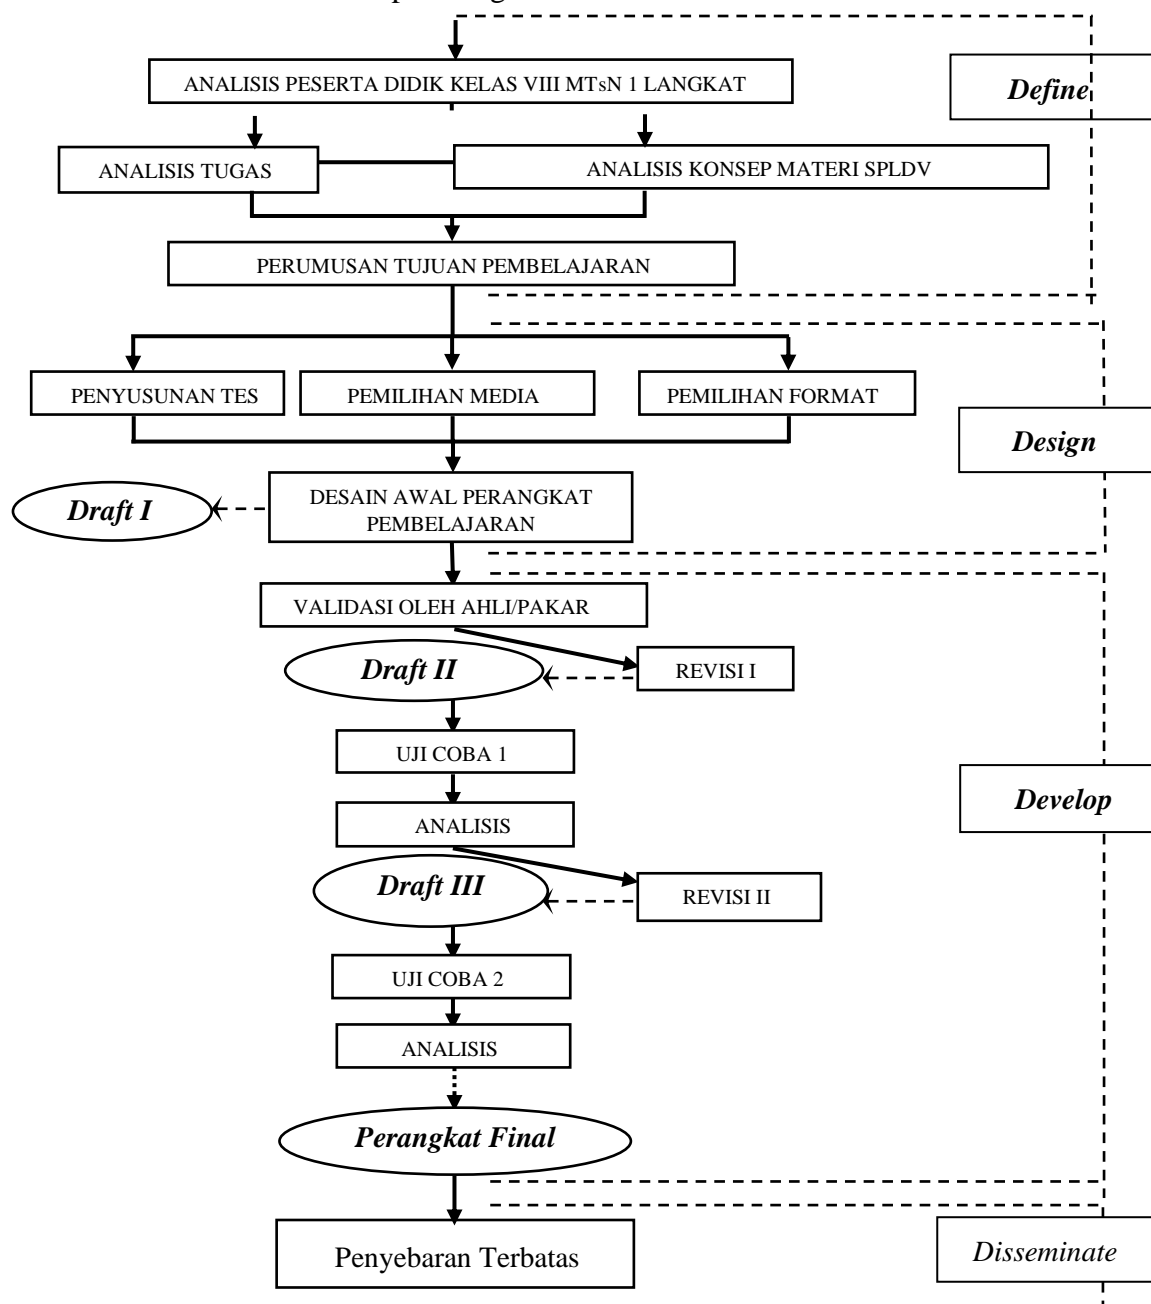 ANALISIS PESERTA DIDIK KELAS VIII MTsN 1 LANGKAT
Define
ANALISIS TUGAS
ANALISIS KONSEP MATERI SPLDV
PERUMUSAN TUJUAN PEMBELAJARAN
PENYUSUNAN TES
PEMILIHAN MEDIA
PEMILIHAN FORMAT
Design
DESAIN AWAL PERANGKAT
PEMBELAJARAN
Draft I
VALIDASI OLEH AHLI/PAKAR
Draft II
REVISI I
UJI COBA 1
Develop
ANALISIS
Draft III
REVISI II
UJI COBA 2
ANALISIS
Perangkat Final
Penyebaran Terbatas
Disseminate